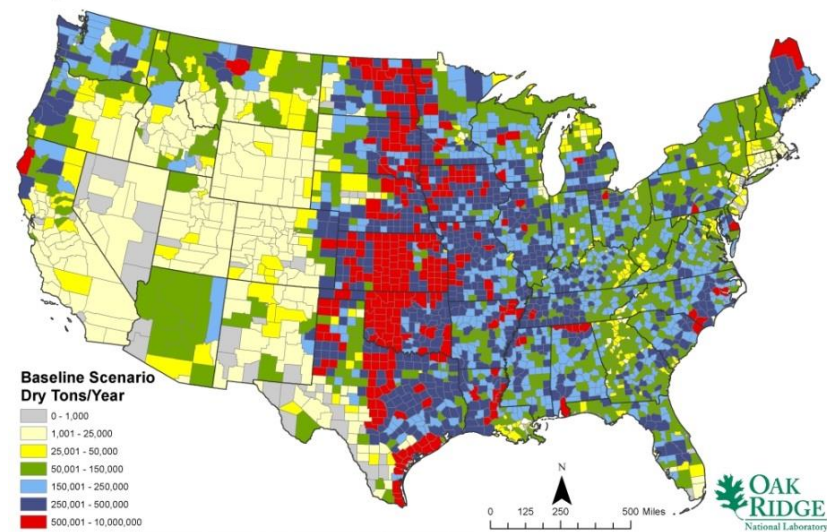 Baseline Scenario
Dry Tons/Year
0 - 1,000
1,001 - 25,000
25,001 - 50,000
50,001 - 150,000
150,001 - 250,000
250,001 - 500,000
500,001 - 10,000,000
N
0 125 250 500 Miles
OAK
RIDGE
National Laboratory